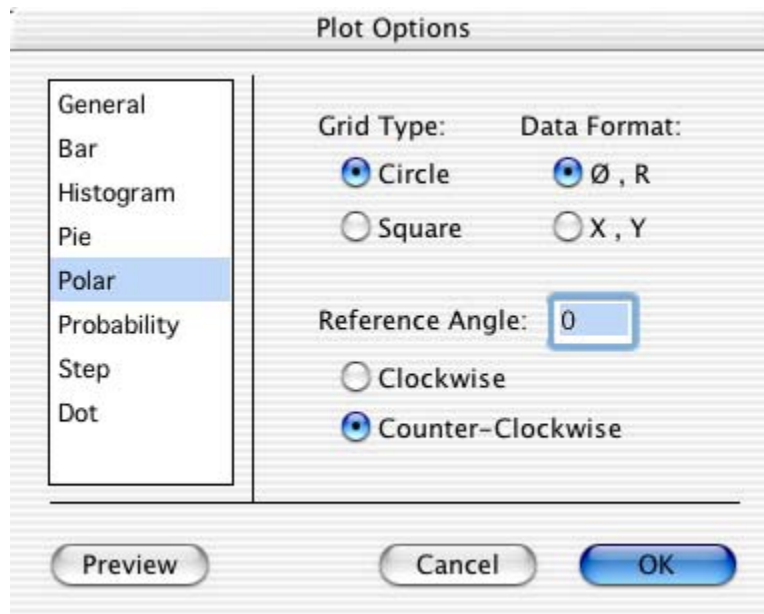 Plot Options
General
Bar
Histogram
Pie
Polar
Probability
Step
Dot
Grid Type:
Circle
Square
Data Format:
Ø , R
X , Y
Reference Angle: 0
Clockwise
Counter-Clockwise
Preview
Cancel
OK